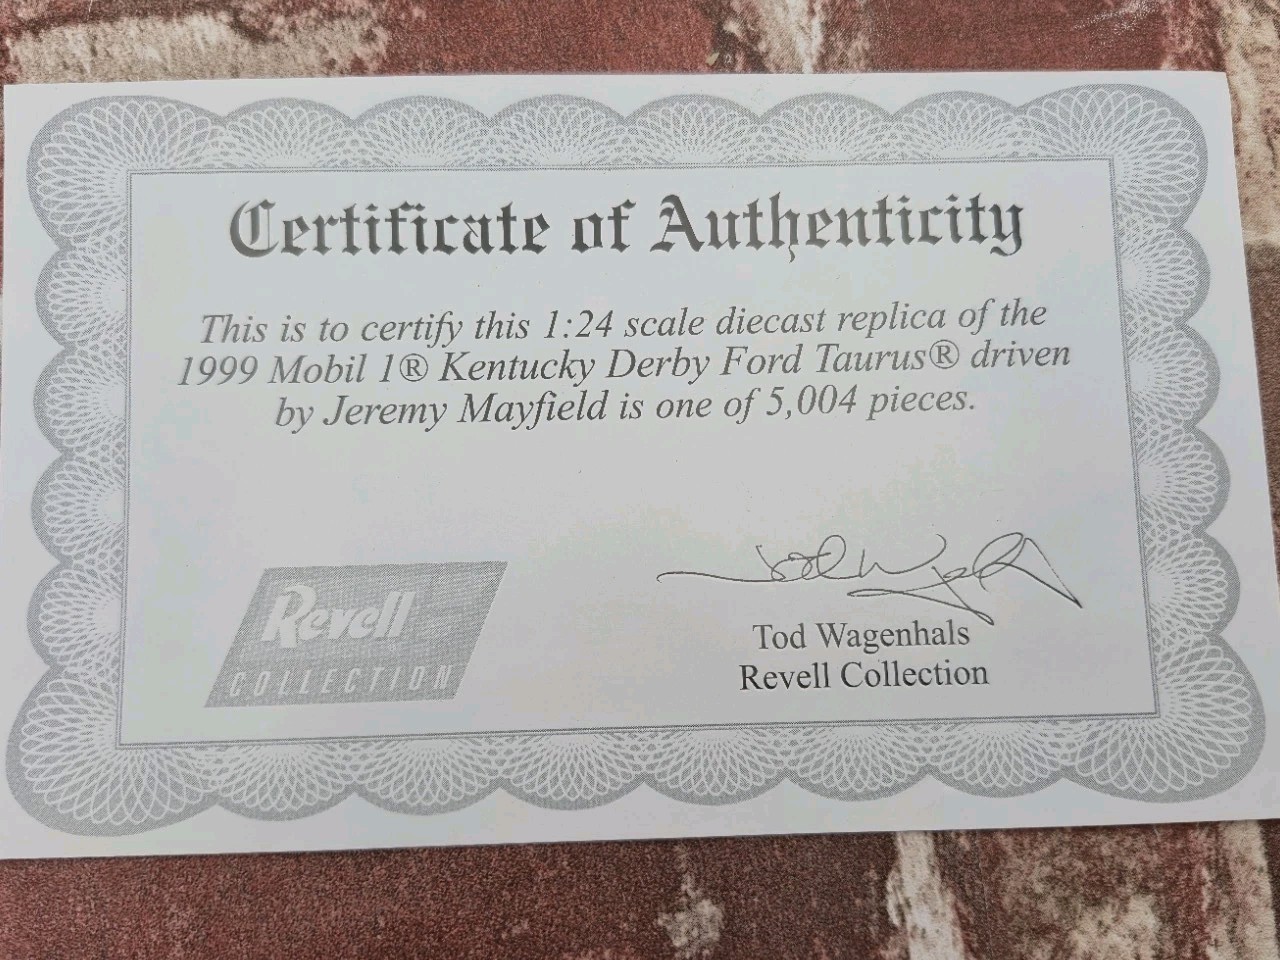 Certificate of Authenticity
This is to certify this 1:24 scale diecast replica of the
1999 Mobil 1® Kentucky Derby Ford Taurus® driven
by Jeremy Mayfield is one of 5,004 pieces.
Revell
COLLECTION
Tod Wagenhals
Revell Collection